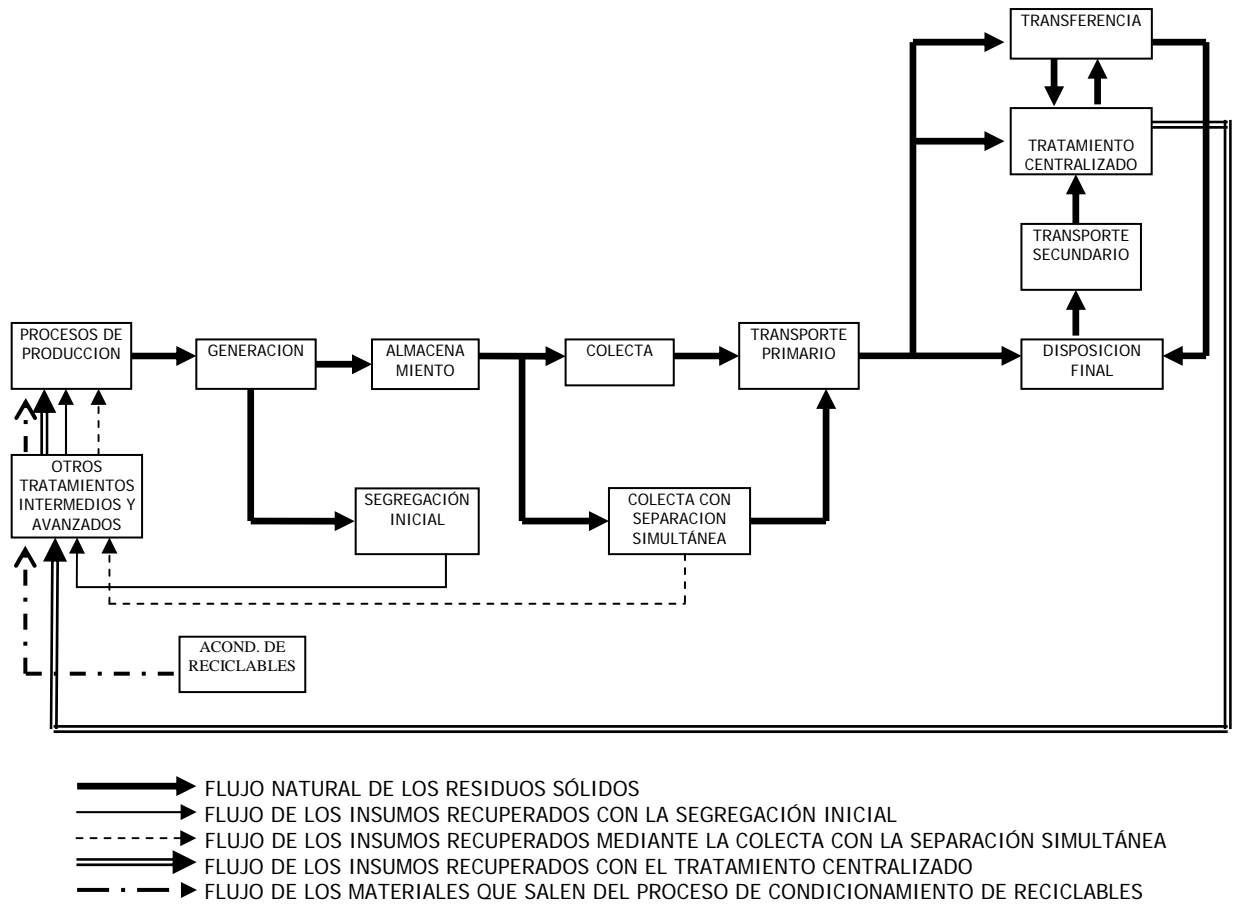 TRANSFERENCIA
TRATAMIENTO
CENTRALIZADO
TRANSPORTE
SECUNDARIO
PROCESOS DE
PRODUCCION
GENERACION
ALMACENA
MIENTO
COLECTA
TRANSPORTE
PRIMARIO
DISPOSICION
FINAL
OTROS
TRATAMIENTOS
INTERMEDIOS Y
AVANZADOS
SEGREGACIÓN
INICIAL
COLECTA CON
SEPARACION
SIMULTÁNEA
ACOND. DE
RECICLABLES
FLUJO NATURAL DE LOS RESIDUOS SÓLIDOS
FLUJO DE LOS INSUMOS RECUPERADOS CON LA SEGREGACIÓN INICIAL
FLUJO DE LOS INSUMOS RECUPERADOS MEDIANTE LA COLECTA CON LA SEPARACIÓN SIMULTÁNEA
FLUJO DE LOS INSUMOS RECUPERADOS CON EL TRATAMIENTO CENTRALIZADO
FLUJO DE LOS MATERIALES QUE SALEN DEL PROCESO DE CONDICIONAMIENTO DE RECICLABLES